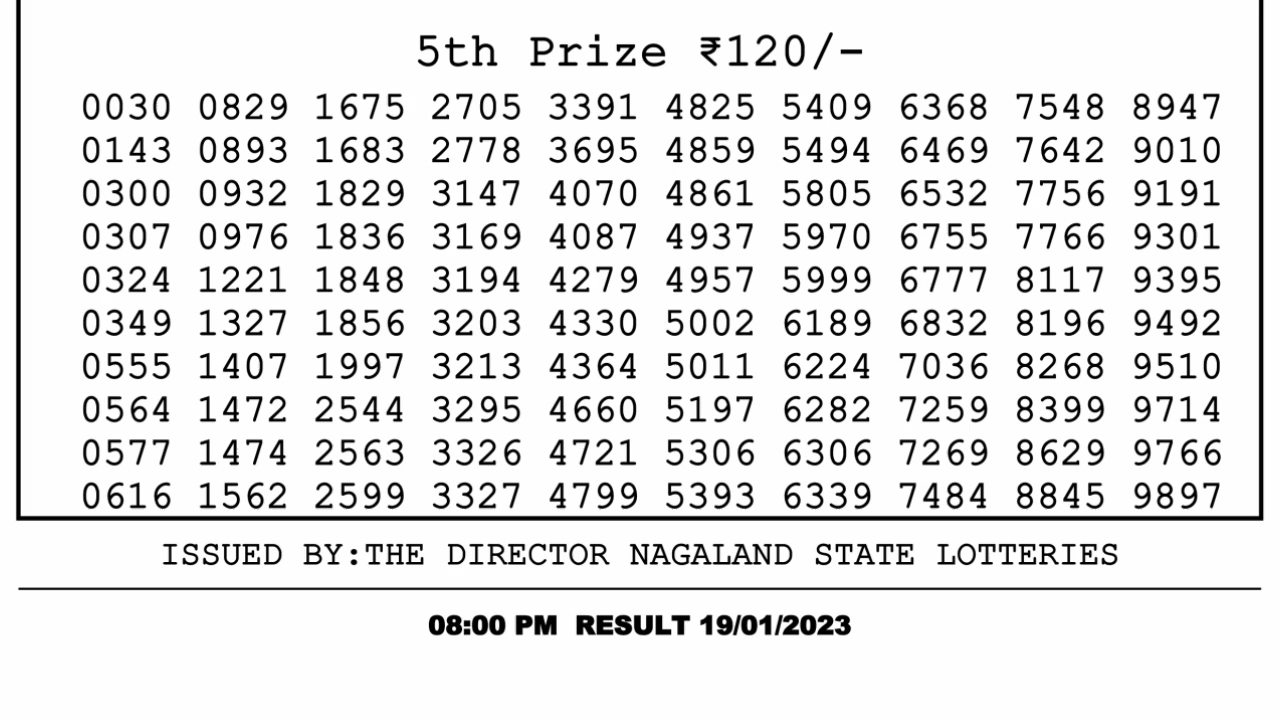 5th Prize ₹120/-
0030 0829 1675 2705 3391 4825 5409 6368 7548 8947
0143 0893 1683 2778 3695 4859 5494 6469 7642 9010
0300 0932 1829 3147 4070 4861 5805 6532 7756 9191
0307 0976 1836 3169 4087 4937 5970 6755 7766 9301
0324 1221 1848 3194 4279 4957 5999 6777 8117 9395
0349 1327 1856 3203 4330 5002 6189 6832 8196 9492
0555 1407 1997 3213 4364 5011 6224 7036 8268 9510
0564 1472 2544 3295 4660 5197 6282 7259 8399 9714
0577 1474 2563 3326 4721 5306 6306 7269 8629 9766
0616 1562 2599 3327 4799 5393 6339 7484 8845 9897
ISSUED BY:THE DIRECTOR NAGALAND STATE LOTTERIES
08:00 PM RESULT 19/01/2023